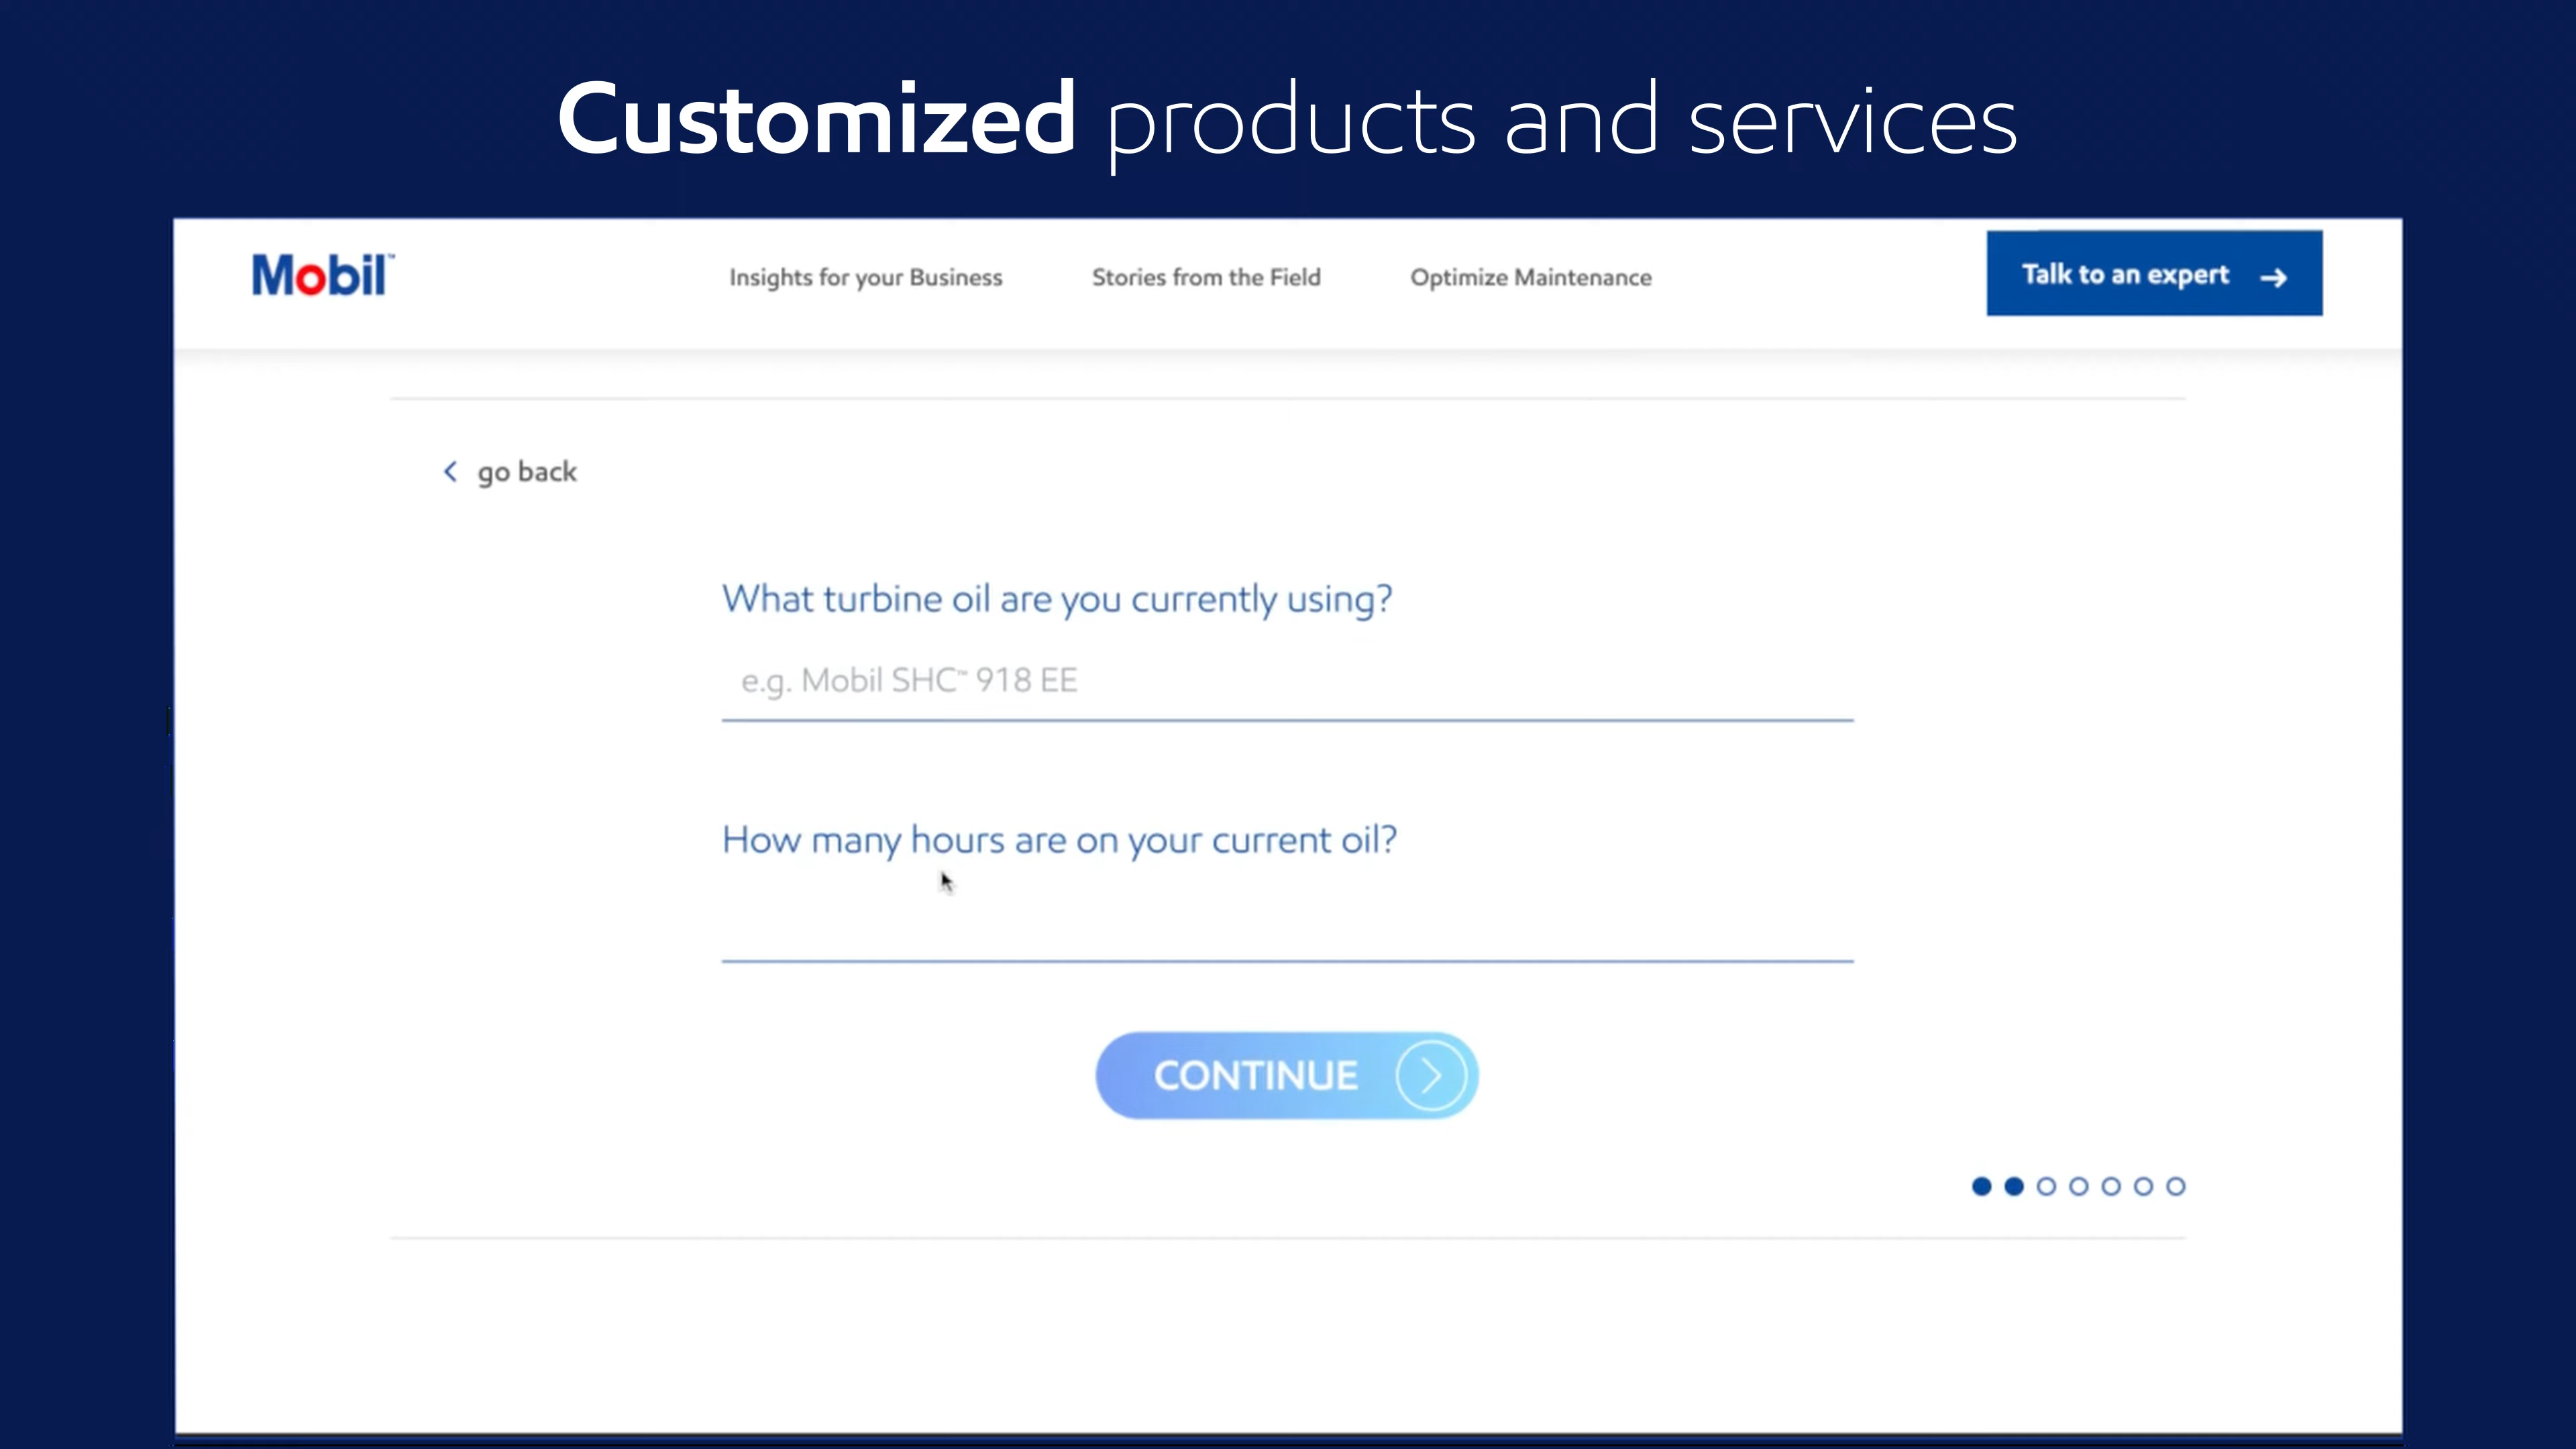 Customized products and services
Mobil™
Insights for your Business
Stories from the Field
Optimize Maintenance
Talk to an expert →
< go back
What turbine oil are you currently using?
e.g. Mobil SHC™ 918 EE
How many hours are on your current oil?
CONTINUE